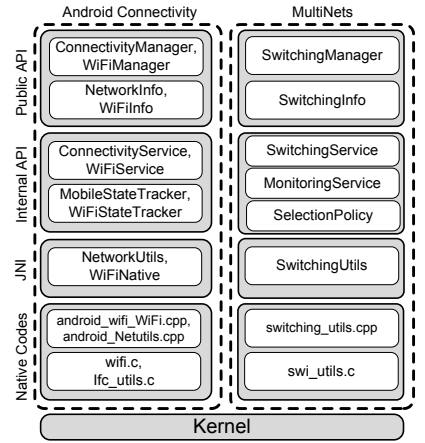 Android Connectivity
MultiNets
Public API
ConnectivityManager,
WiFiManager
NetworkInfo,
WiFiInfo
SwitchingManager
SwitchingInfo
Internal API
ConnectivityService,
WiFiService
MobileStateTracker,
WiFiStateTracker
SwitchingService
MonitoringService
SelectionPolicy
JNI
NetworkUtils,
WiFiNative
SwitchingUtils
Native Codes
android_wifi_WiFi.cpp,
android_Netutils.cpp
wifi.c,
Ifc_utils.c
switching_utils.cpp
swi_utils.c
Kernel